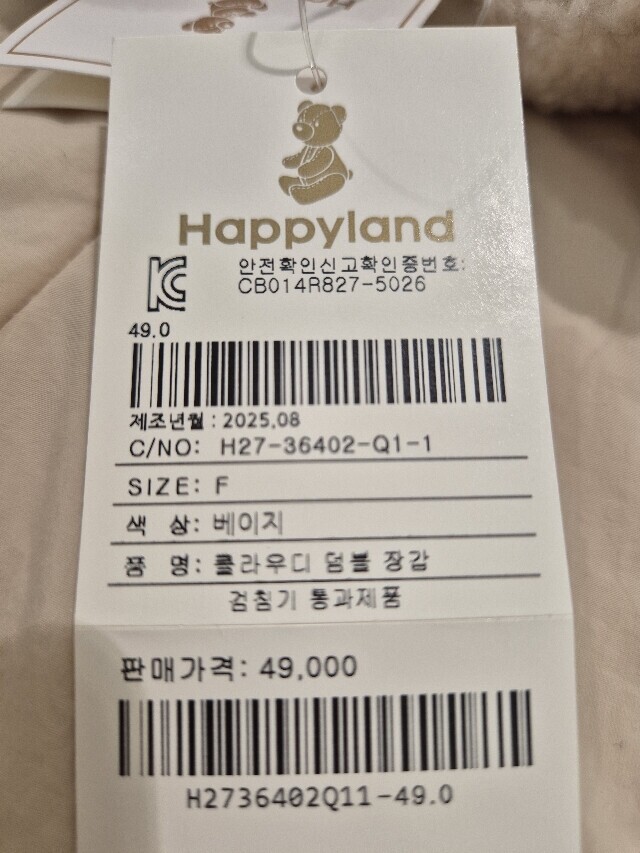 Happyland
안전확인신고확인증번호:
CB014R827-5026
49.0
제조년월 : 2025.08
C/NO: H27-36402-Q1-1
SIZE: F
색 상: 베이지
품 명: 클라우디 덤블 장갑
검침기 통과제품
판매가격: 49,000
H2736402Q11-49.0